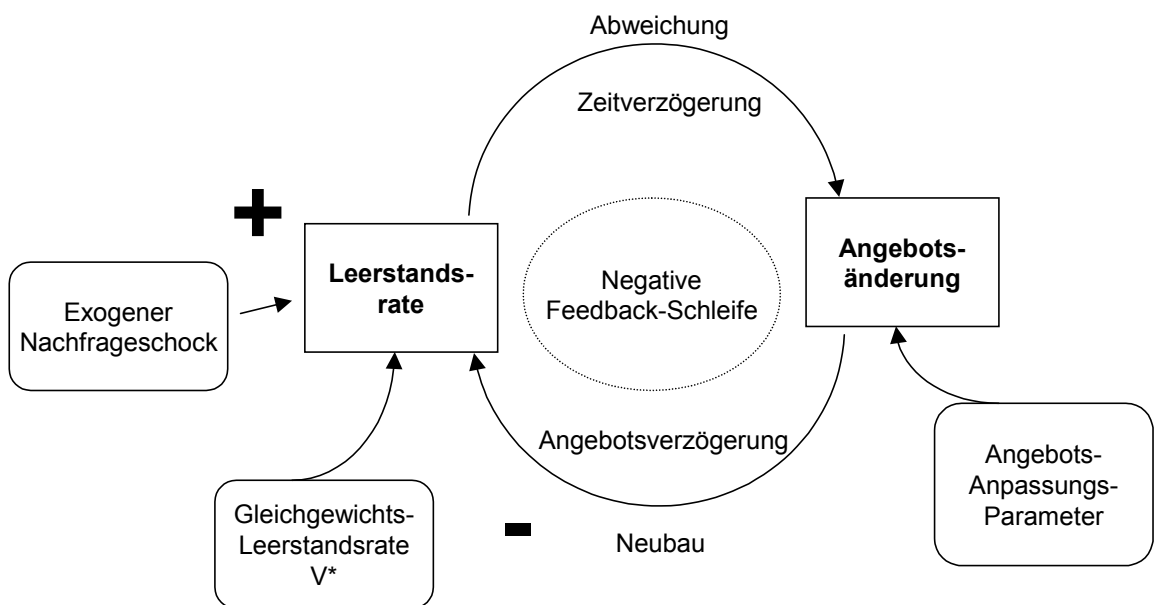 Abweichung
Zeitverzögerung
+
Leerstands-
rate
Angebots-
änderung
Negative
Feedback-Schleife
Exogener
Nachfrageschock
Angebotsverzögerung
Angebots-
Anpassungs-
Parameter
Gleichgewichts-
Leerstandsrate
V*
-
Neubau